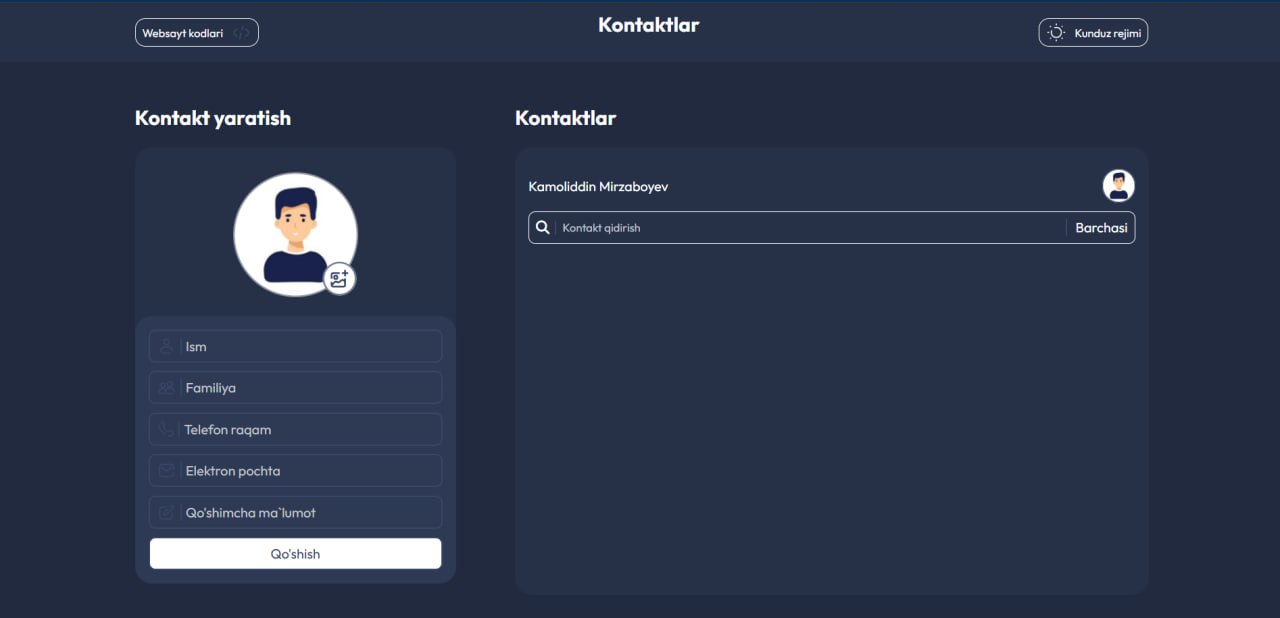 Websayt kodlari </>
Kontaktlar
Kunduz rejimi
Kontakt yaratish
Ism
Familiya
Telefon raqam
Elektron pochta
Qo'shimcha ma`lumot
Qo'shish
Kontaktlar
Kamoliddin Mirzaboyev
Kontakt qidirish
Barchasi